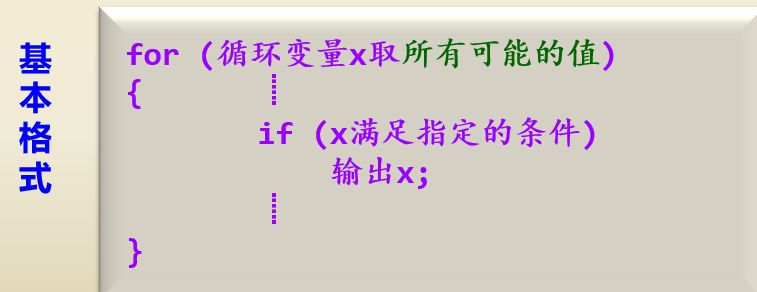 基本格式
for (循环变量x取所有可能的值)
{
if (x满足指定的条件)
输出x;
}